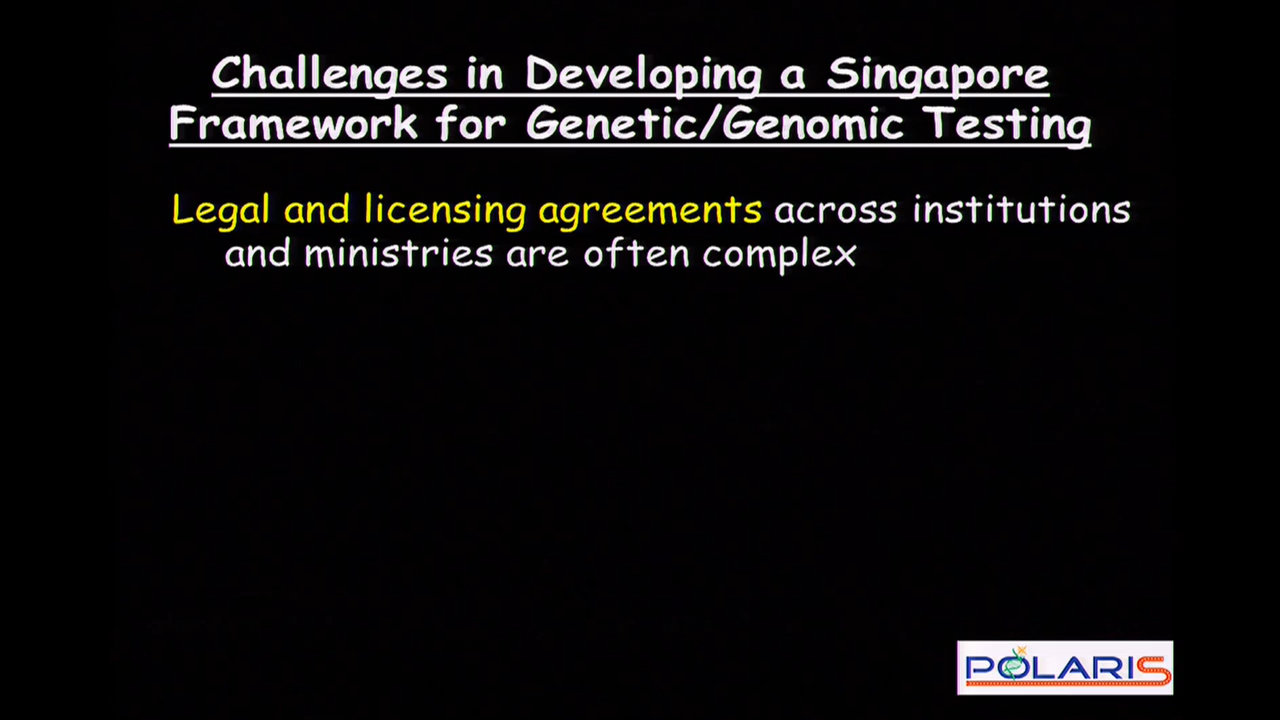 Challenges in Developing a Singapore
Framework for Genetic/Genomic Testing
Legal and licensing agreements across institutions
and ministries are often complex
POLARIS